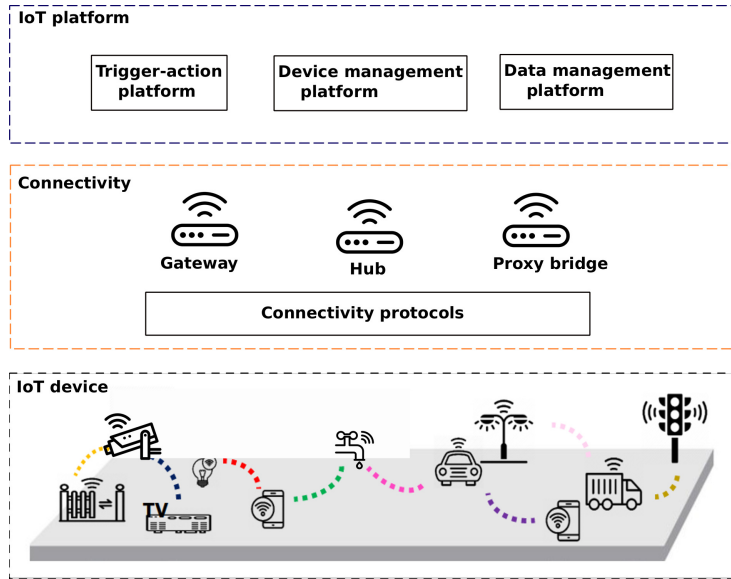 IoT platform
Trigger-action
platform
Device management
platform
Data management
platform
Connectivity
Gateway
Hub
Proxy bridge
Connectivity protocols
IoT device
TV